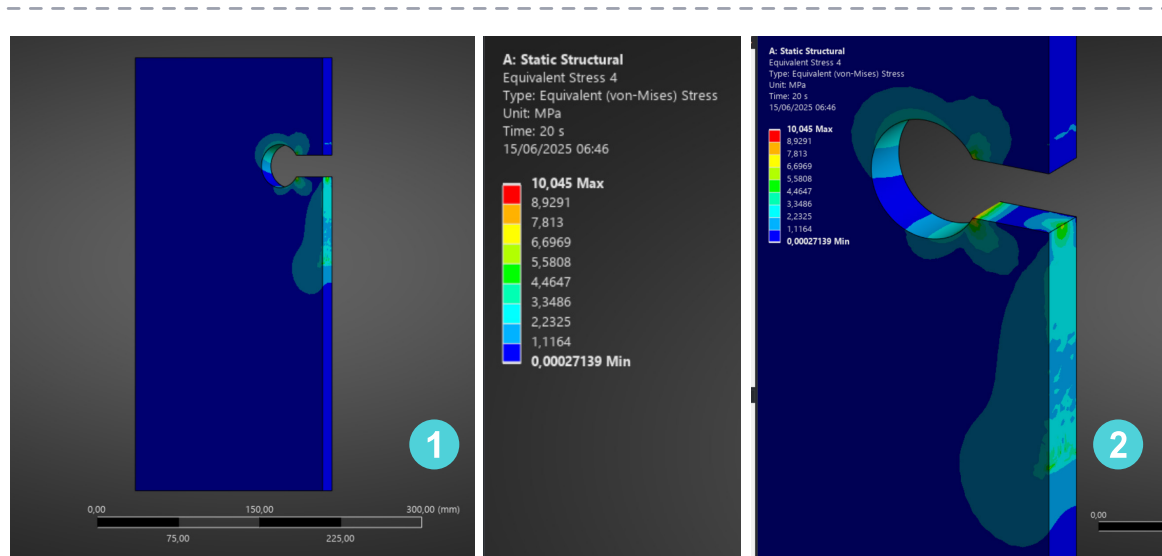 1
0,00 150,00 300,00 (mm)
75,00 225,00
A: Static Structural
Equivalent Stress 4
Type: Equivalent (von-Mises) Stress
Unit: MPa
Time: 20 s
15/06/2025 06:46
10,045 Max
8,9291
7,813
6,6969
5,5808
4,4647
3,3486
2,2325
1,1164
0,00027139 Min
A: Static Structural
Equivalent Stress 4
Type: Equivalent (von-Mises) Stress
Unit: MPa
Time: 20 s
15/06/2025 06:46
10,045 Max
8,9291
7,813
6,6969
5,5808
4,4647
3,3486
2,2325
1,1164
0,00027139 Min
2
0,00